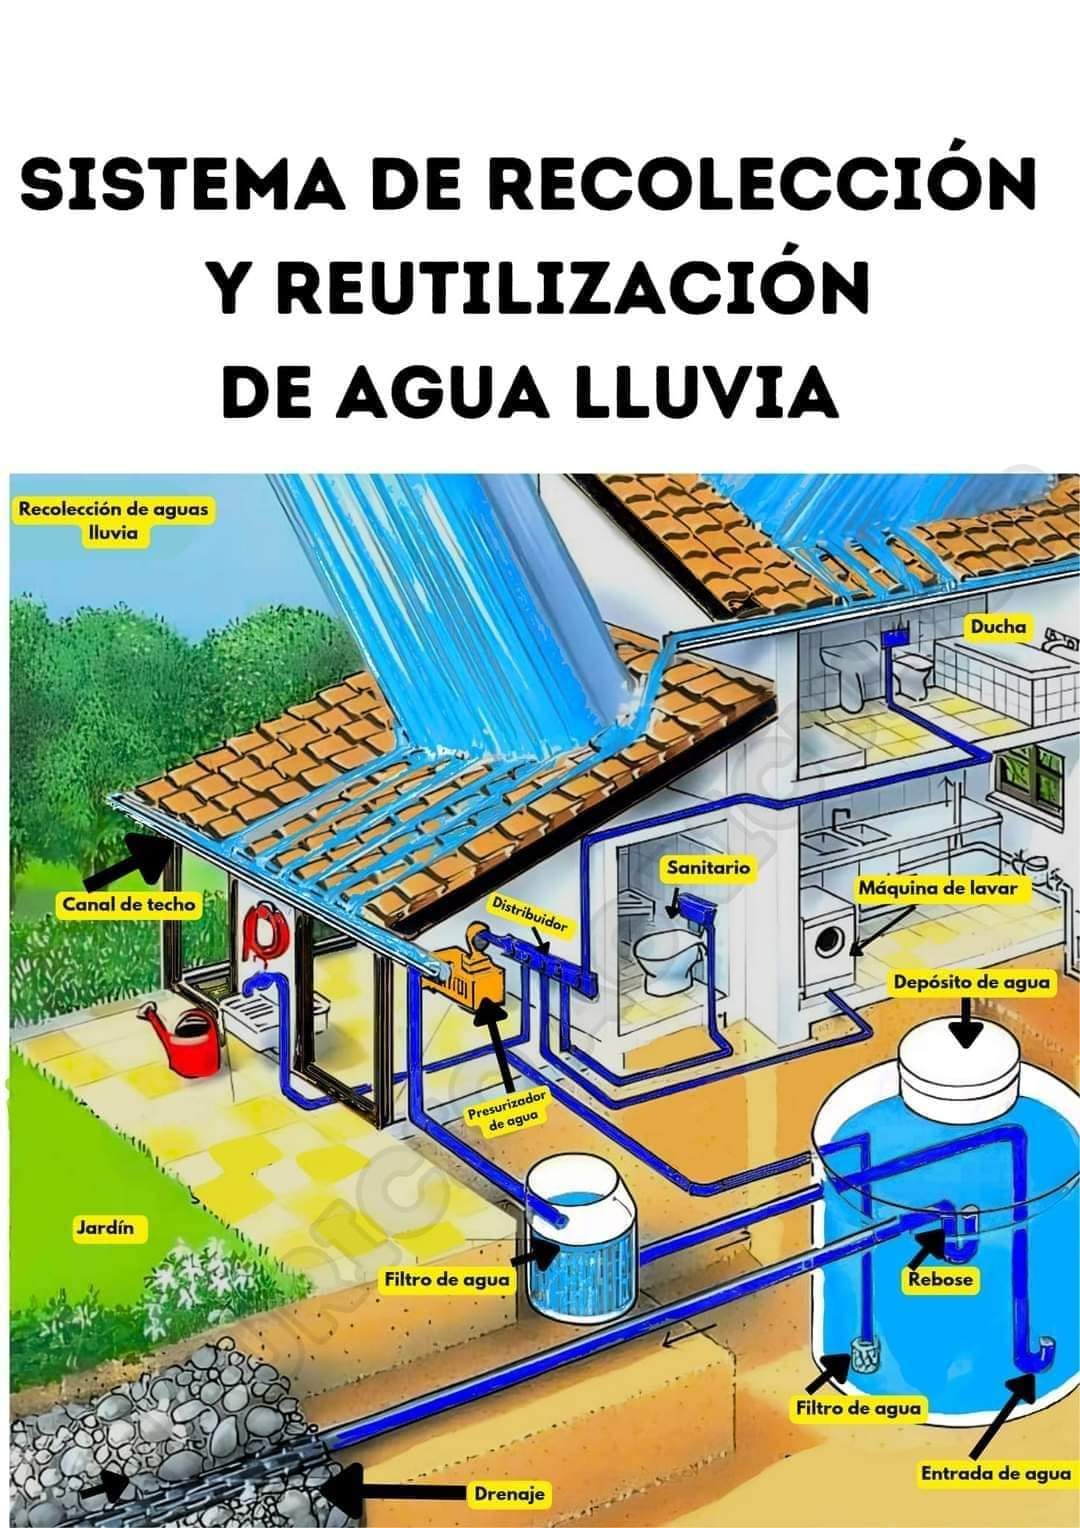 SISTEMA DE RECOLECCIÓN
Y REUTILIZACIÓN
DE AGUA LLUVIA
Recolección de aguas
lluvia
Ducha
Sanitario
Máquina de lavar
Canal de techo
Distribuidor
Depósito de agua
Presurizador
de agua
Jardín
Filtro de agua
Rebose
Filtro de agua
Entrada de agua
Drenaje